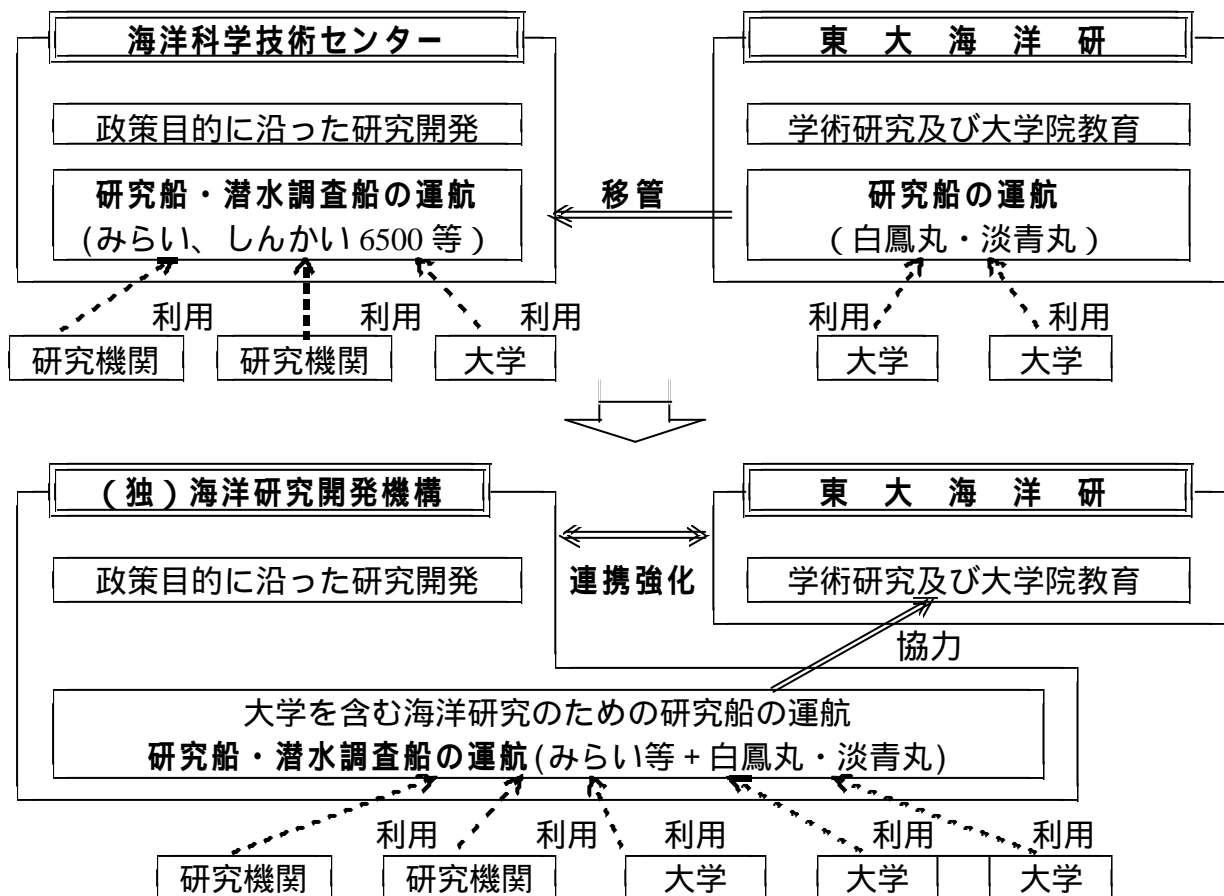 海洋科学技術センター
東大海洋研
政策目的に沿った研究開発
学術研究及び大学院教育
研究船・潜水調査船の運航
(みらい、しんかい 6500 等)
移管
研究船の運航
(白鳳丸・淡青丸)
利用 利用 利用
利用 利用
研究機関 研究機関 大学
大学 大学
(独)海洋研究開発機構
東大海洋研
連携強化
政策目的に沿った研究開発
学術研究及び大学院教育
協力
大学を含む海洋研究のための研究船の運航
研究船・潜水調査船の運航(みらい等+白鳳丸・淡青丸)
利用 利用 利用 利用 利用
研究機関 研究機関 大学 大学 大学